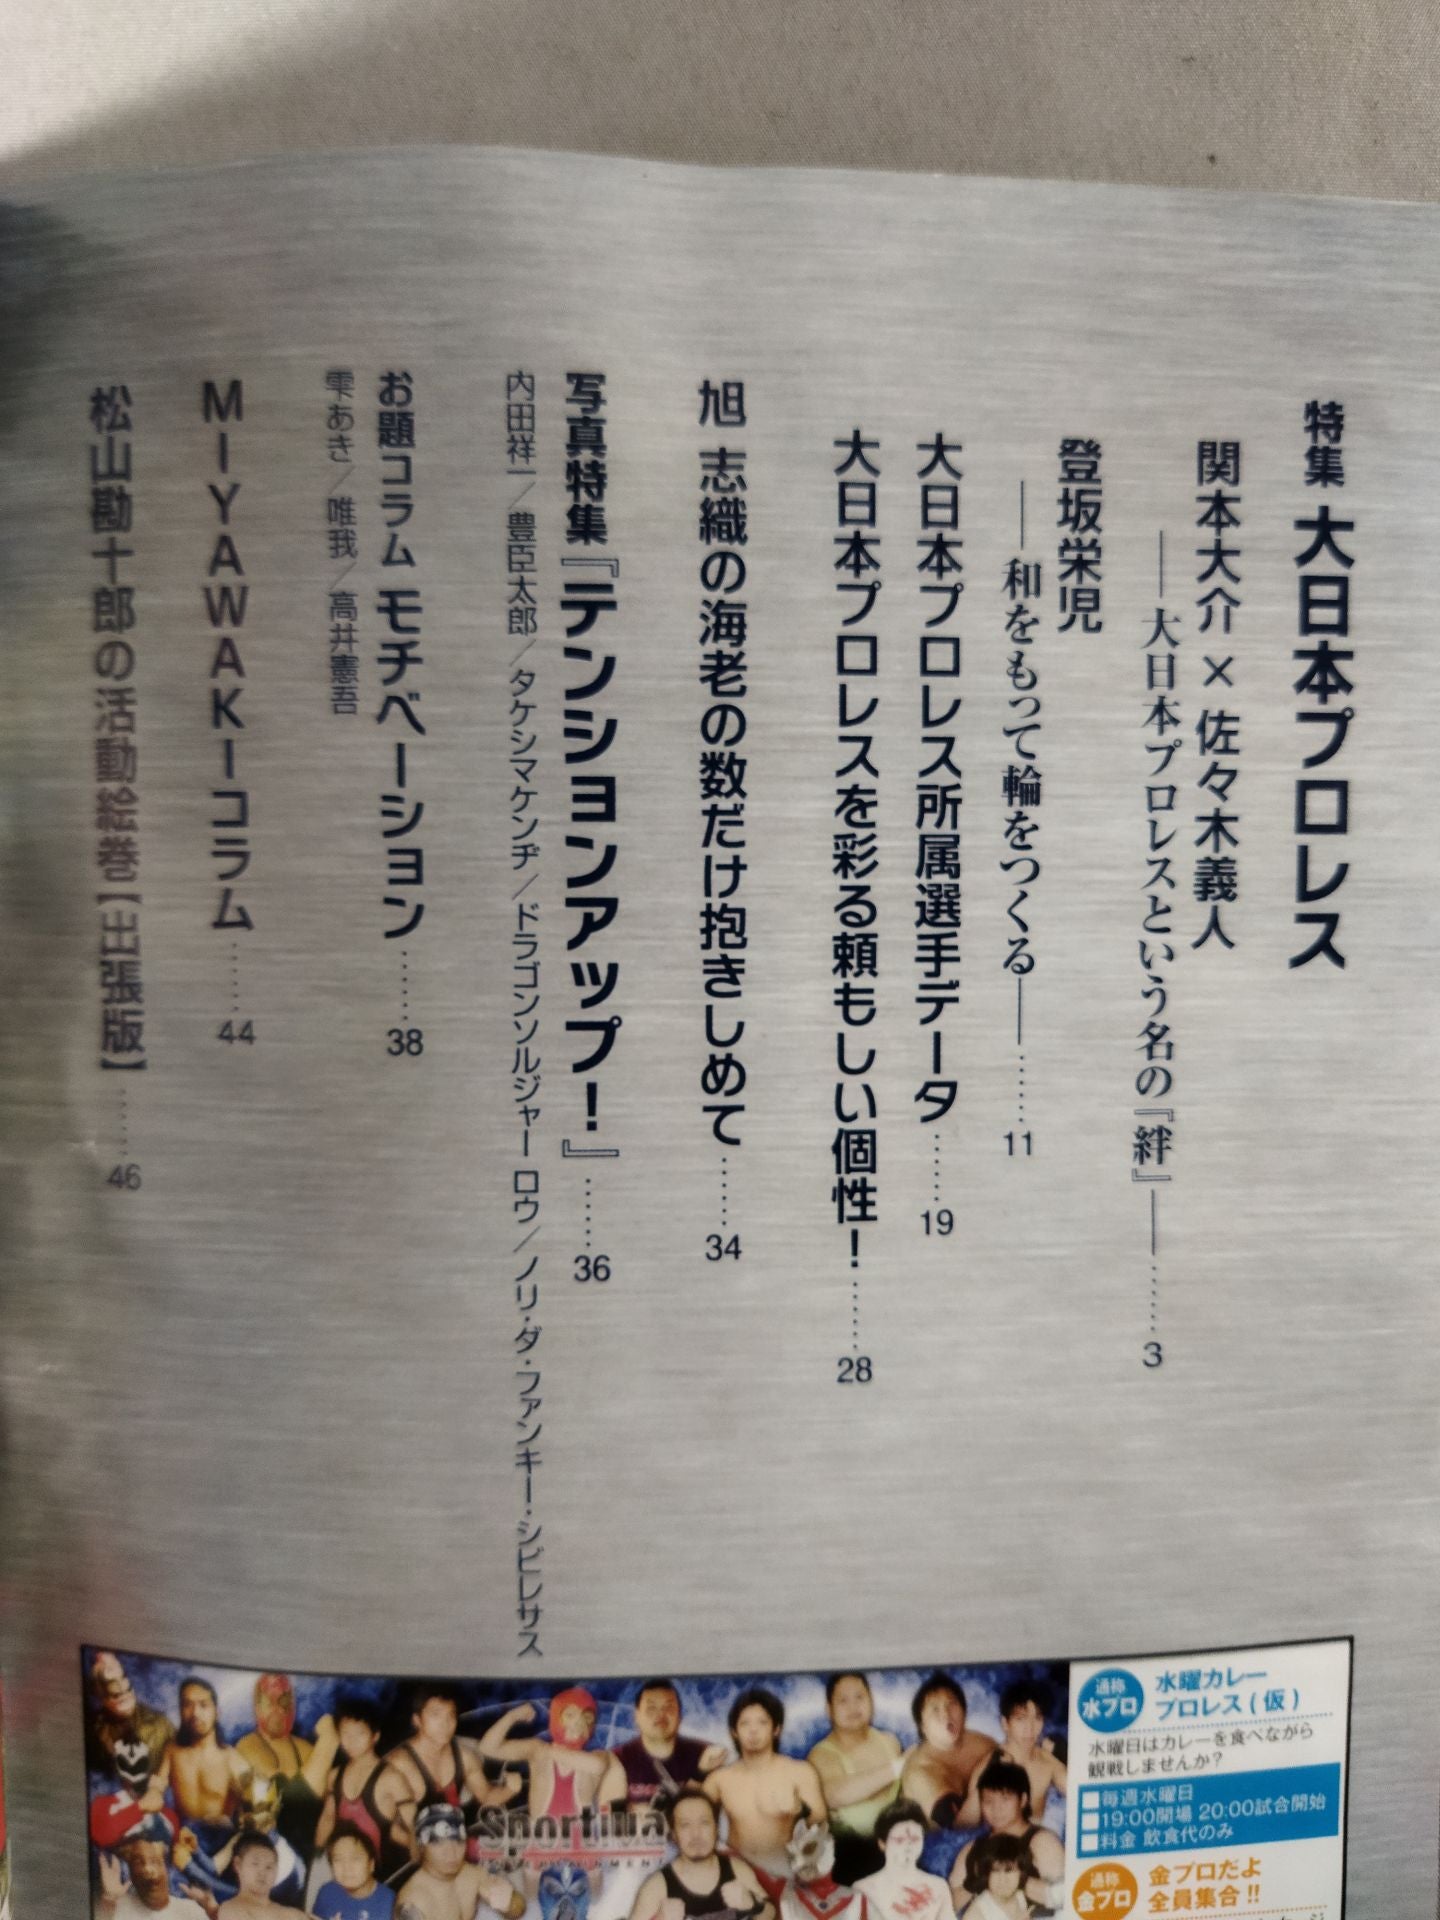 特集 大日本プロレス
関本大介 × 佐々木義人
――大日本プロレスという名の『絆』――……3
登坂栄児
――和をもって輪をつくる――……11
大日本プロレス所属選手データ……19
大日本プロレスを彩る頼もしい個性！……28
旭 志織の海老の数だけ抱きしめて……34
写真特集『テンションアップ！』……36
内田祥一／豊臣太郎／タケシマケンヂ／ドラゴンソルジャー ロウ／ノリ・ダ・ファンキー・シビレサス
お題コラム モチベーション……38
雫あき／唯我／高井憲吾
ＭＩＹＡＷＡＫＩコラム……44
松山勘十郎の活動絵巻【出張版】……46
Sportiva
ENTERTAINMENT
通称
水プロ
水曜カレー
プロレス(仮)
水曜日はカレーを食べながら
観戦しませんか？
■毎週水曜日
■19:00開場 20:00試合開始
■料金 飲食代のみ
通称
金プロ
金プロだよ
全員集合!!